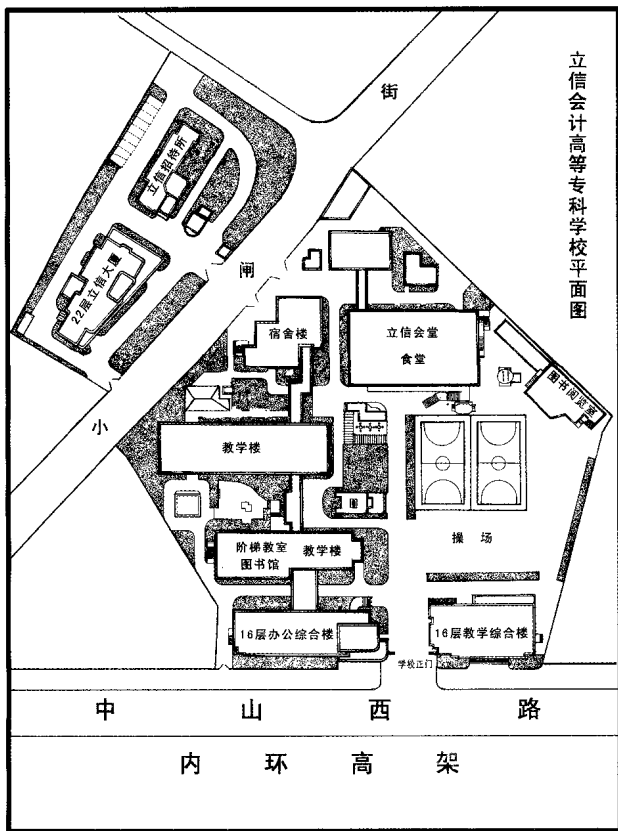 立信会计高等专科学校平面图
小闸街
立信招待所
22层立信大厦
宿舍楼
立信会堂
食堂
图书阅览室
教学楼
操场
阶梯教室 教学楼
图书馆
16层办公综合楼
16层教学综合楼
学校正门
中山西路
内环高架